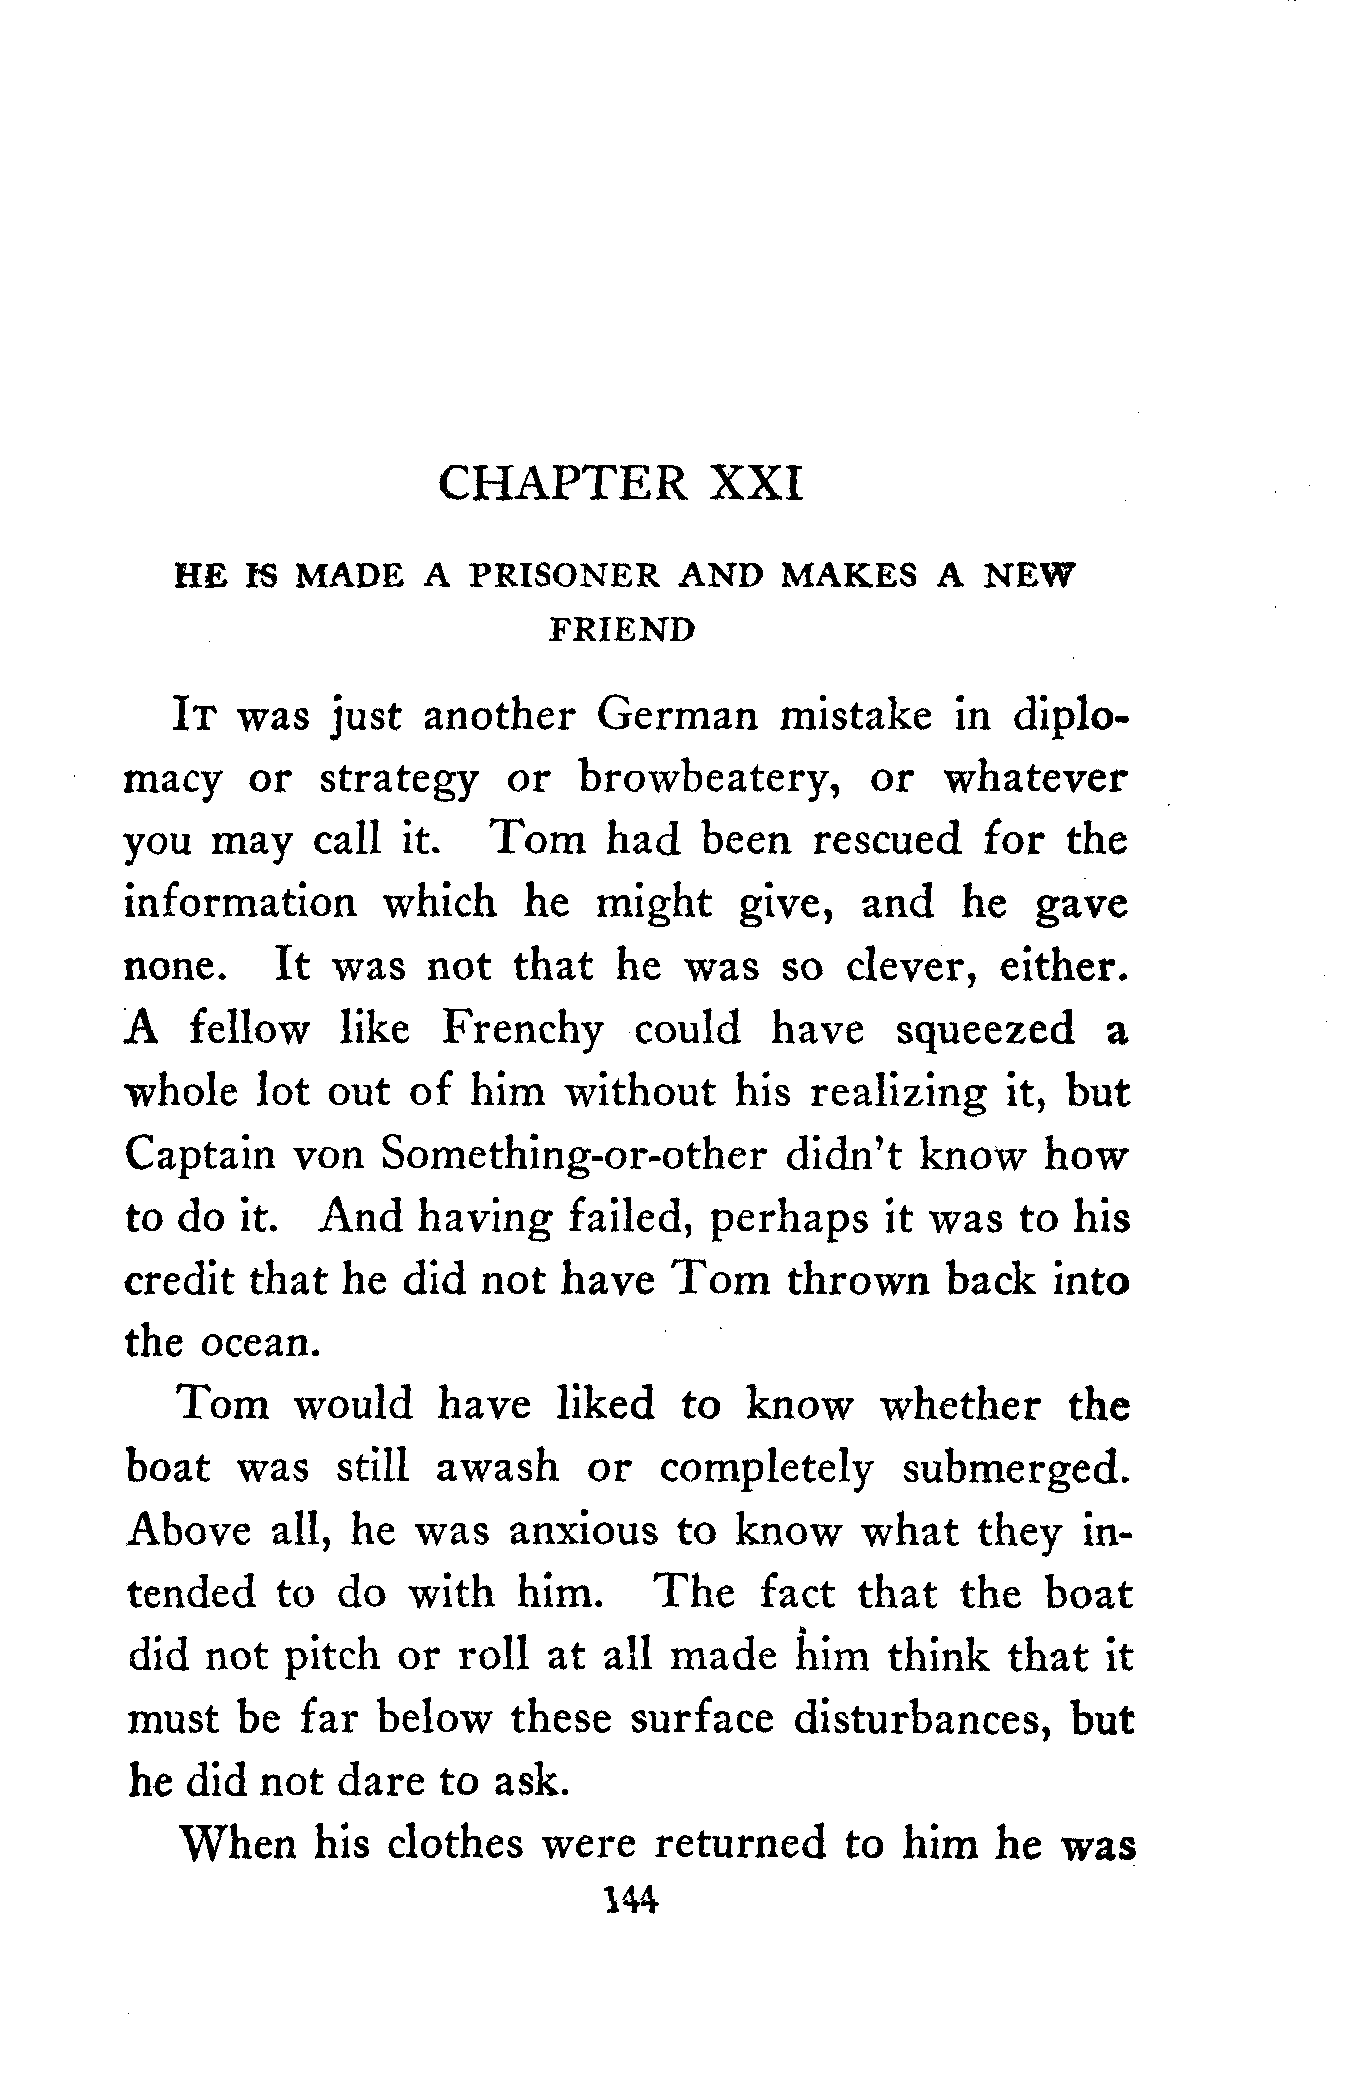 CHAPTER XXI
HE IS MADE A PRISONER AND MAKES A NEW
FRIEND
IT was just another German mistake in diplo-
macy or strategy or browbeatery, or whatever
you may call it. Tom had been rescued for the
information which he might give, and he gave
none. It was not that he was so clever, either.
A fellow like Frenchy could have squeezed a
whole lot out of him without his realizing it, but
Captain von Something-or-other didn't know how
to do it. And having failed, perhaps it was to his
credit that he did not have Tom thrown back into
the ocean.
Tom would have liked to know whether the
boat was still awash or completely submerged.
Above all, he was anxious to know what they in-
tended to do with him. The fact that the boat
did not pitch or roll at all made him think that it
must be far below these surface disturbances, but
he did not dare to ask.
When his clothes were returned to him he was
144